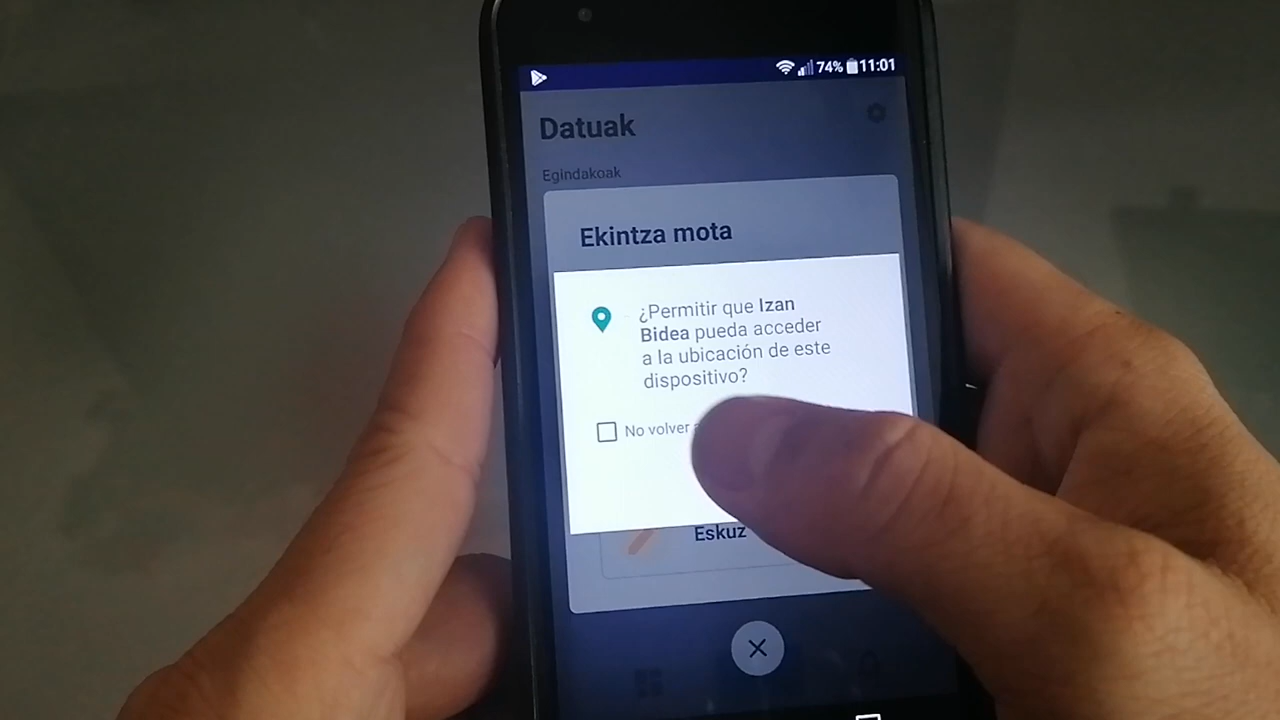 74% 11:01
Datuak
Egindakoak
Ekintza mota
¿Permitir que Izan
Bidea pueda acceder
a la ubicación de este
dispositivo?
No volver
Eskuz